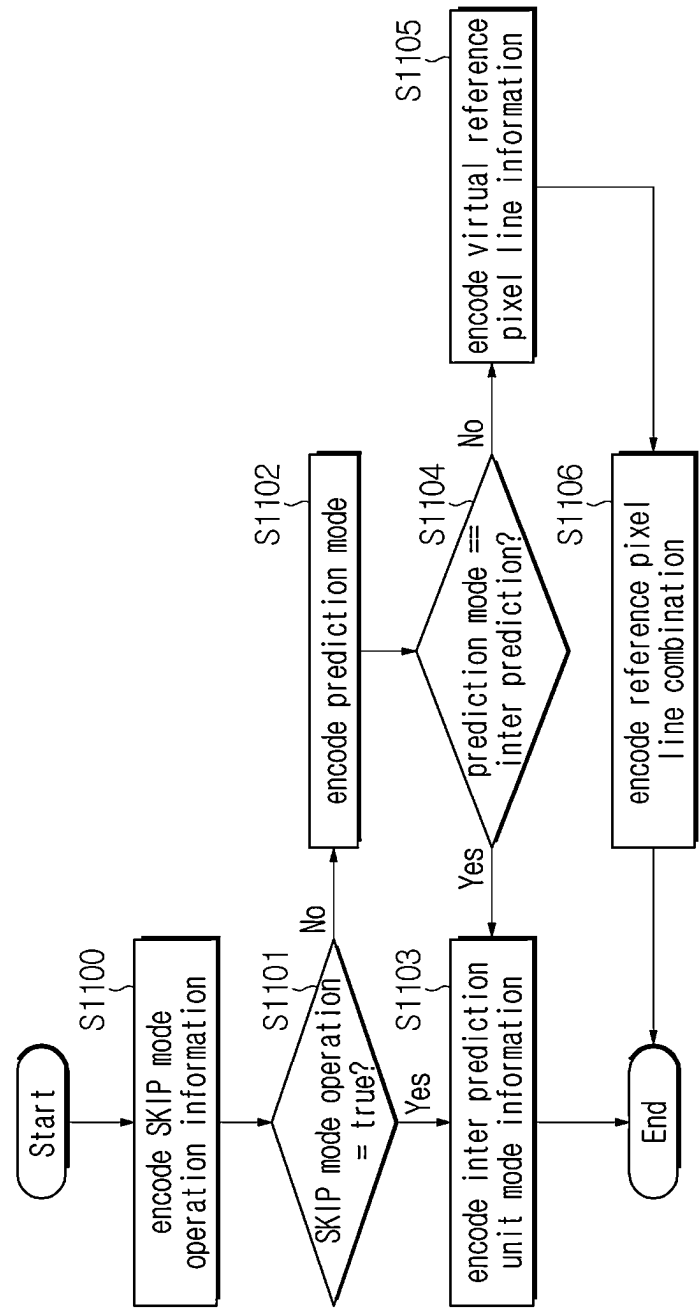 Start
S1100
encode SKIP mode
operation information
S1101
SKIP mode operation
= true?
No
Yes
S1102
encode prediction mode
S1103
encode inter prediction
unit mode information
S1104
prediction mode ==
inter prediction?
Yes
No
S1105
encode virtual reference
pixel line information
S1106
encode reference pixel
line combination
End